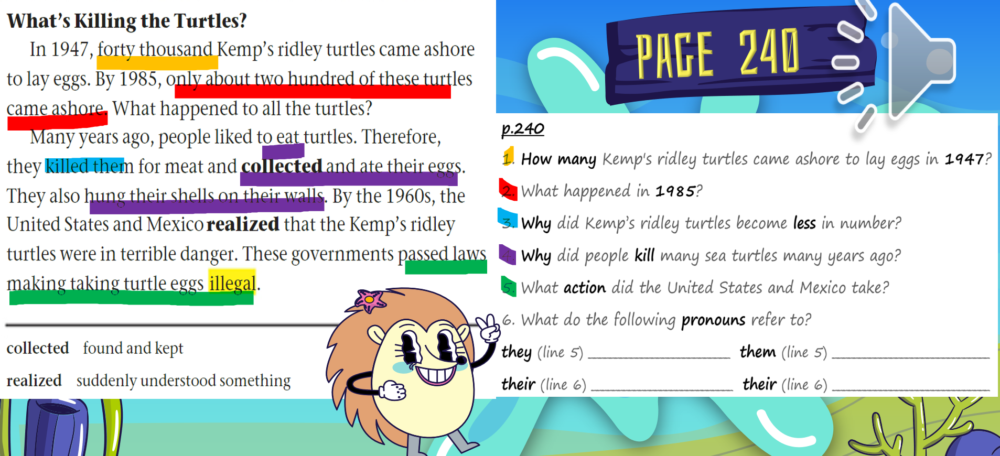 What’s Killing the Turtles?
In 1947, forty thousand Kemp’s ridley turtles came ashore
to lay eggs. By 1985, only about two hundred of these turtles
came ashore. What happened to all the turtles?
Many years ago, people liked to eat turtles. Therefore,
they killed them for meat and collected and ate their eggs.
They also hung their shells on their walls. By the 1960s, the
United States and Mexico realized that the Kemp’s ridley
turtles were in terrible danger. These governments passed laws
making taking turtle eggs illegal.
collected found and kept
realized suddenly understood something
PAGE 240
p.240
1. How many Kemp's ridley turtles came ashore to lay eggs in 1947?
2. What happened in 1985?
3. Why did Kemp’s ridley turtles become less in number?
4. Why did people kill many sea turtles many years ago?
5. What action did the United States and Mexico take?
6. What do the following pronouns refer to?
they (line 5) ____________________ them (line 5) ____________________
their (line 6) ____________________ their (line 6) ____________________